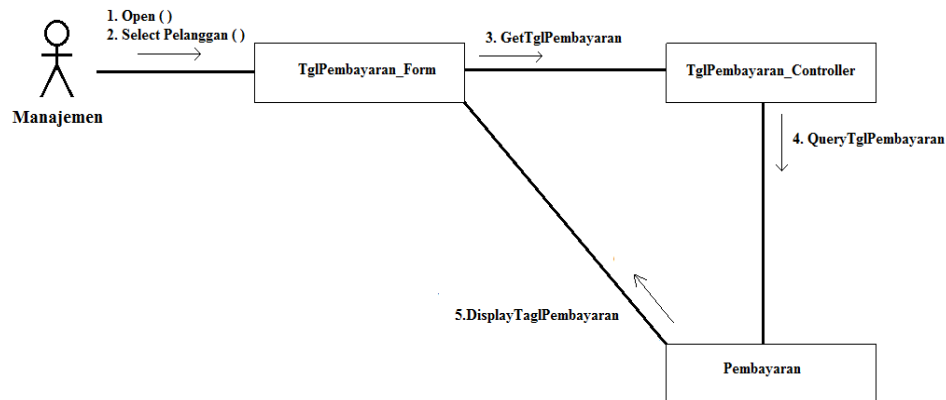 1. Open ( )
2. Select Pelanggan ( )
3. GetTglPembayaran
TglPembayaran_Form
TglPembayaran_Controller
Manajemen
4. QueryTglPembayaran
5.DisplayTaglPembayaran
Pembayaran